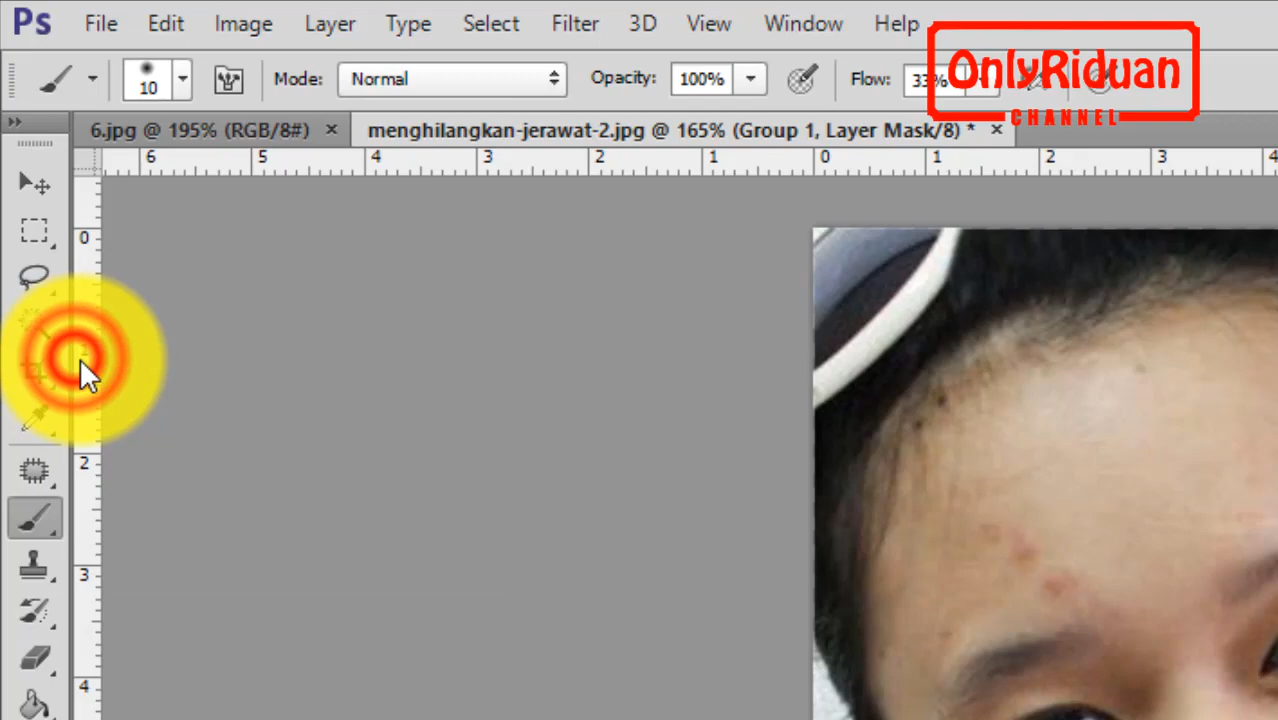 Ps File Edit Image Layer Type Select Filter 3D View Window Help
10 Mode: Normal Opacity: 100% Flow: 33%
OnlyRiduan
CHANNEL
6.jpg @ 195% (RGB/8#) × menghilangkan-jerawat-2.jpg @ 165% (Group 1, Layer Mask/8) * ×
6 5 4 3 2 1 0 1 2 3 4
0
2
3
4